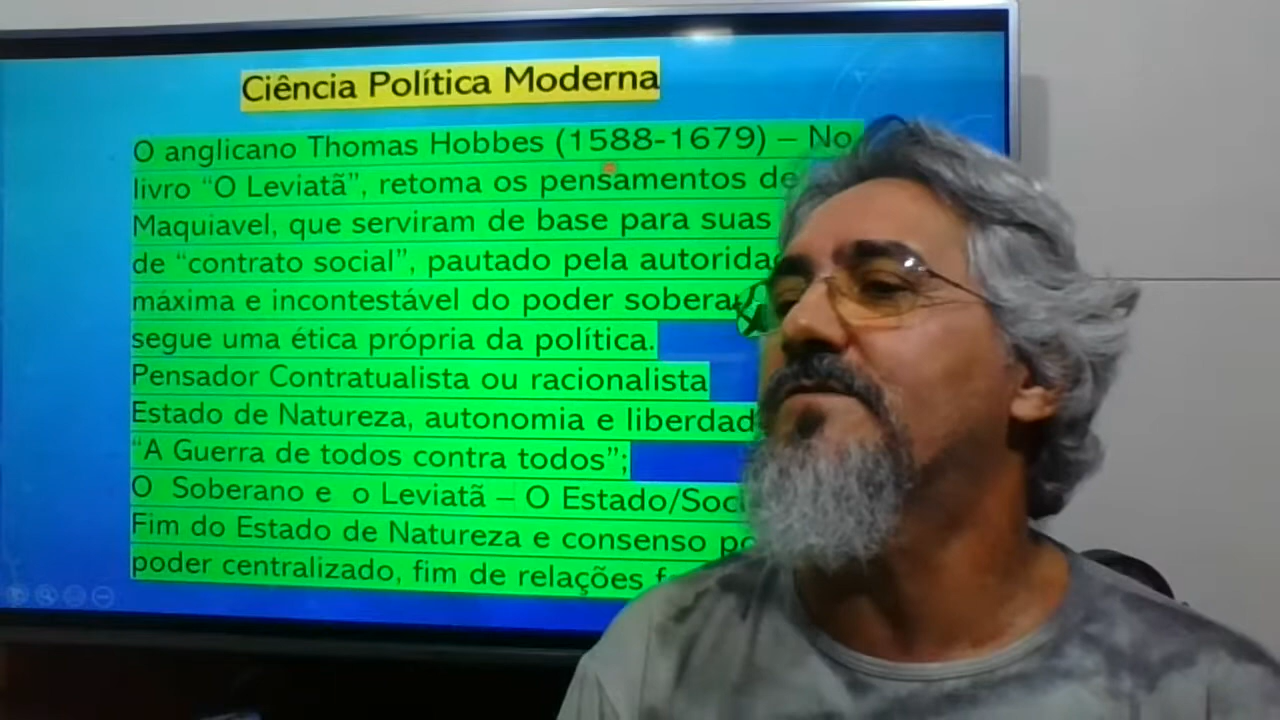 Ciência Política Moderna
O anglicano Thomas Hobbes (1588-1679) – No
livro “O Leviatã”, retoma os pensamentos de
Maquiavel, que serviram de base para suas
de “contrato social”, pautado pela
máxima e incontestável do poder
segue uma ética própria da política.
Pensador Contratualista ou racionalista
Estado de Natureza, autonomia e
“A Guerra de todos contra todos”;
O Soberano e o Leviatã – O
Fim do Estado de Natureza e consenso
poder centralizado, fim de relações